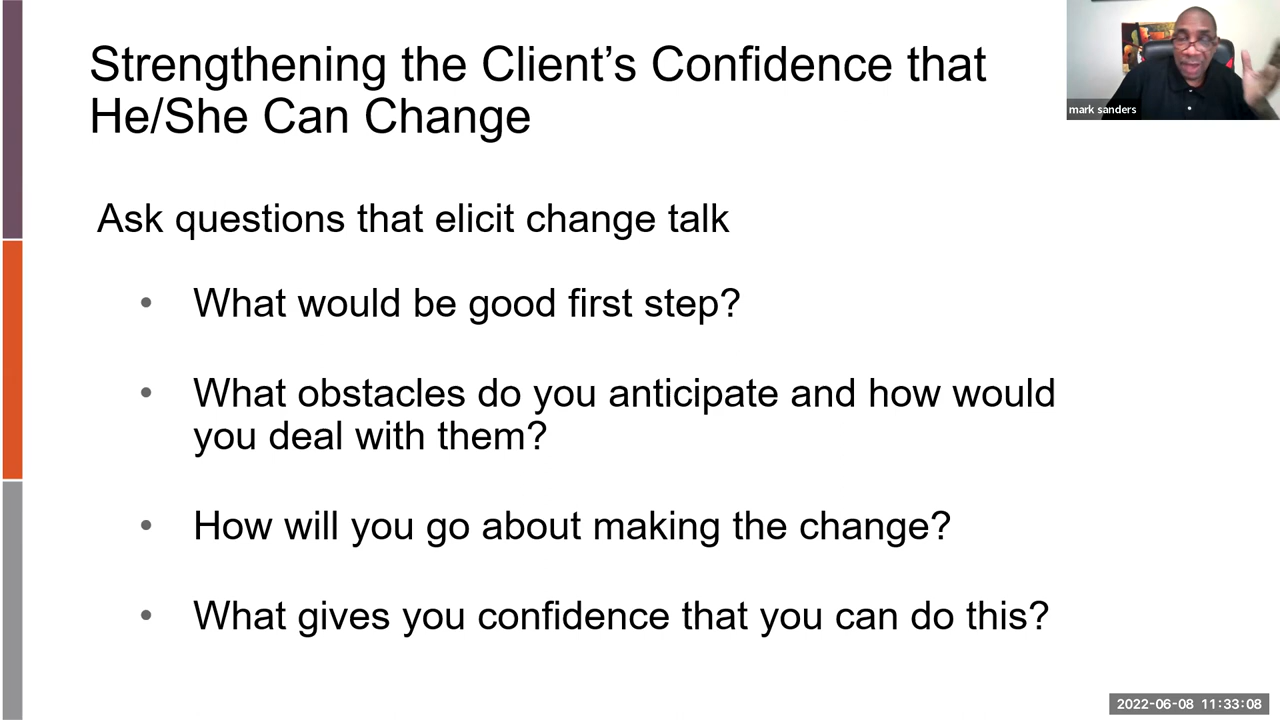 Strengthening the Client’s Confidence that
He/She Can Change
mark sanders
Ask questions that elicit change talk
• What would be good first step?
• What obstacles do you anticipate and how would
you deal with them?
• How will you go about making the change?
• What gives you confidence that you can do this?
2022-06-08 11:33:08